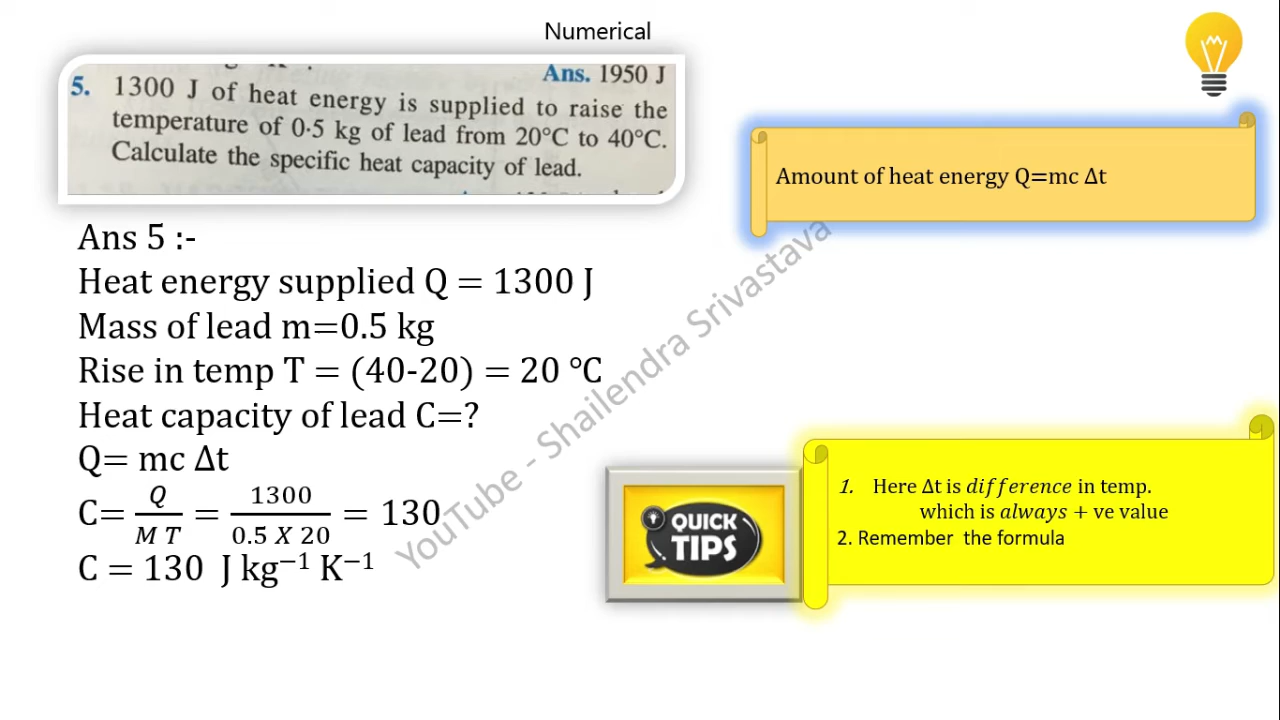 Numerical
Ans. 1950 J
5. 1300 J of heat energy is supplied to raise the
temperature of 0·5 kg of lead from 20°C to 40°C.
Calculate the specific heat capacity of lead.
Amount of heat energy Q=mc Δt
Ans 5 :-
Heat energy supplied Q = 1300 J
Mass of lead m=0.5 kg
Rise in temp T = (40-20) = 20 °C
Heat capacity of lead C=?
Q= mc Δt
C= Q / M T = 1300 / 0.5 X 20 = 130
C = 130 J kg⁻¹ K⁻¹
YouTube - Shailendra Srivastava
QUICK
TIPS
1. Here Δt is difference in temp.
which is always + ve value
2. Remember the formula